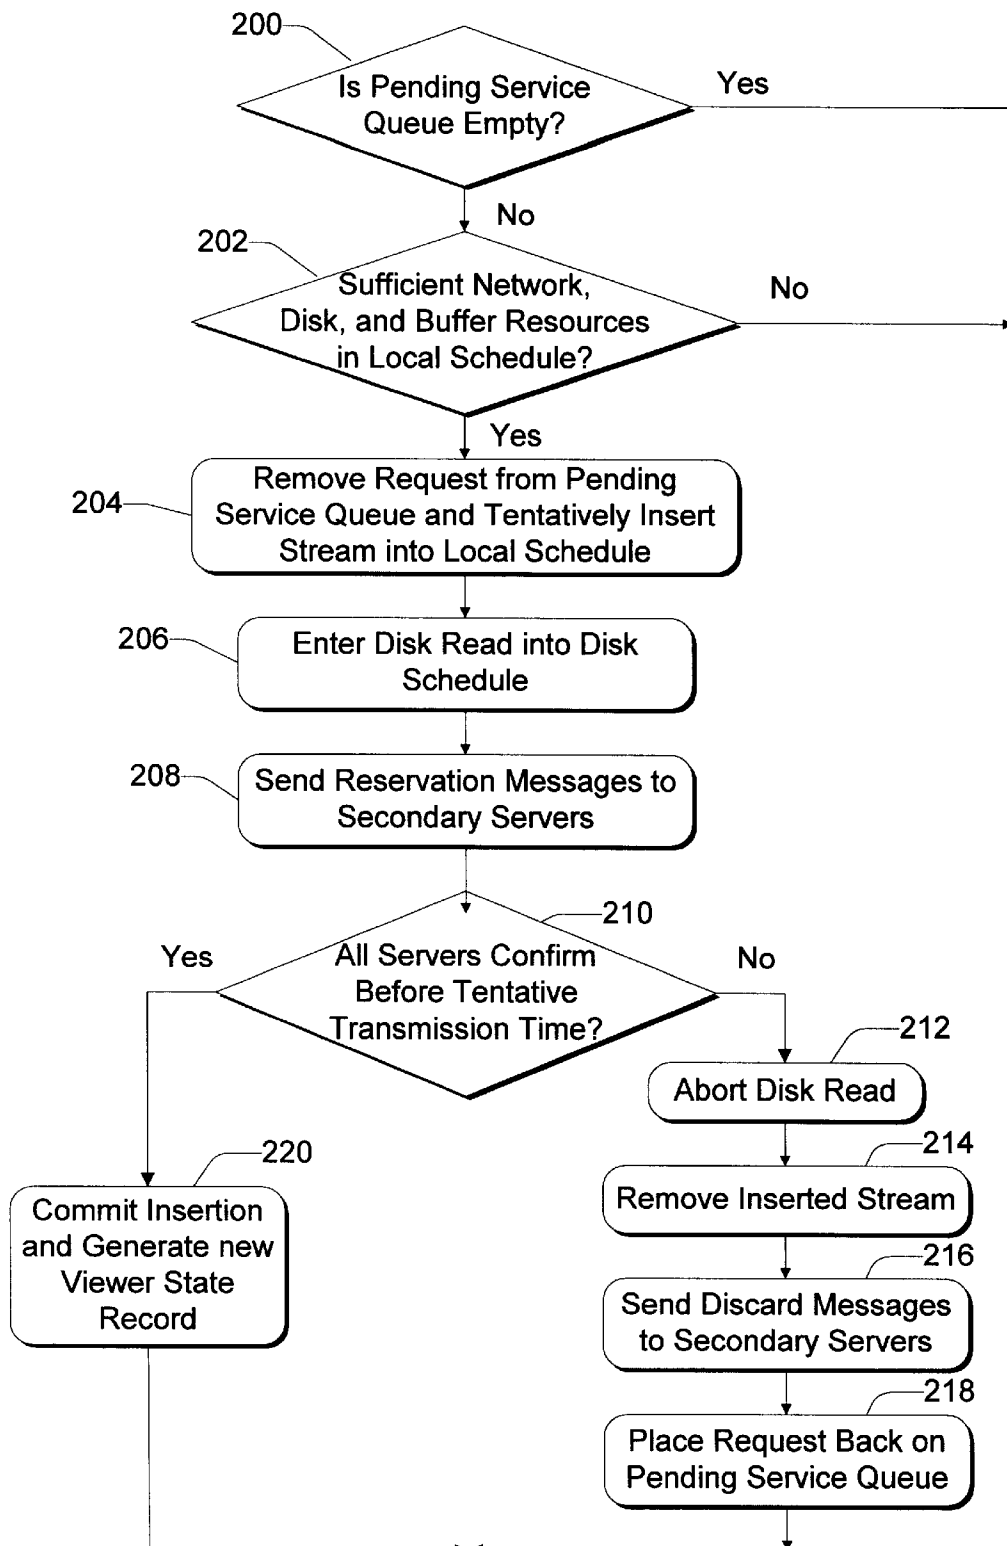 200
Is Pending Service
Queue Empty?
Yes
No
202
Sufficient Network,
Disk, and Buffer Resources
in Local Schedule?
No
Yes
204
Remove Request from Pending
Service Queue and Tentatively Insert
Stream into Local Schedule
206
Enter Disk Read into Disk
Schedule
208
Send Reservation Messages to
Secondary Servers
210
All Servers Confirm
Before Tentative
Transmission Time?
Yes
No
212
Abort Disk Read
214
Remove Inserted Stream
220
Commit Insertion
and Generate new
Viewer State
Record
216
Send Discard Messages
to Secondary Servers
218
Place Request Back on
Pending Service Queue